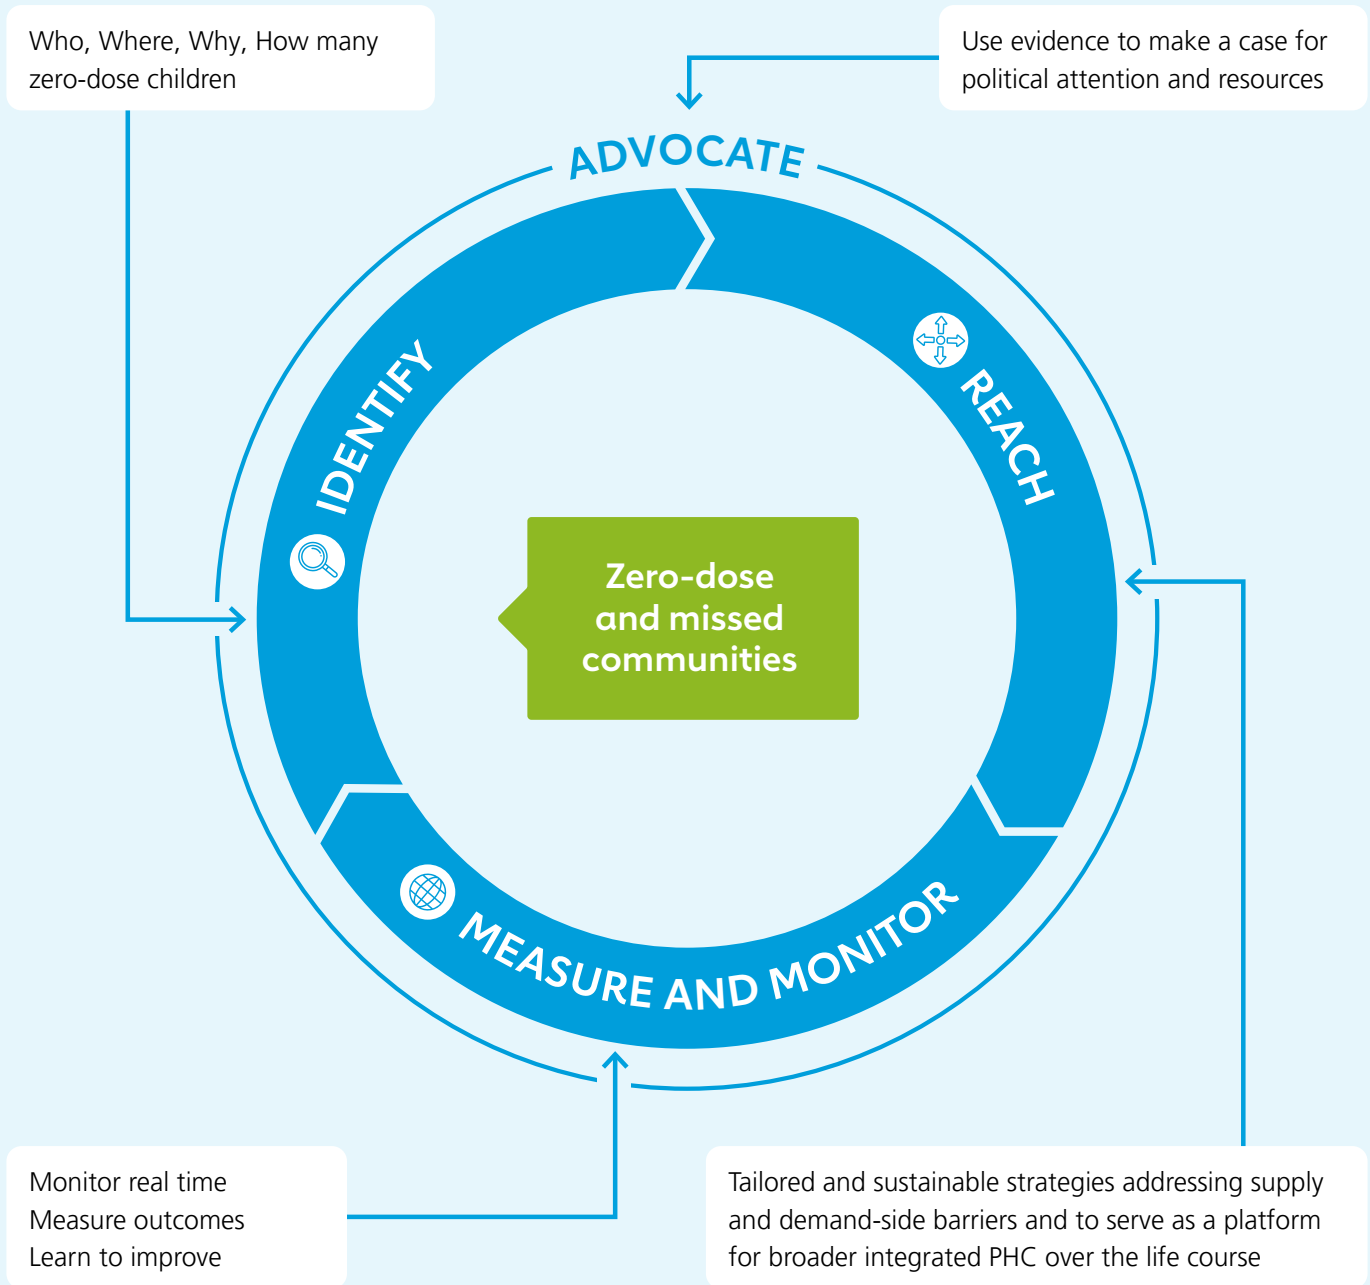 Who, Where, Why, How many
zero-dose children
Use evidence to make a case for
political attention and resources
ADVOCATE
IDENTIFY
REACH
Zero-dose
and missed
communities
MEASURE AND MONITOR
Monitor real time
Measure outcomes
Learn to improve
Tailored and sustainable strategies addressing supply
and demand-side barriers and to serve as a platform
for broader integrated PHC over the life course